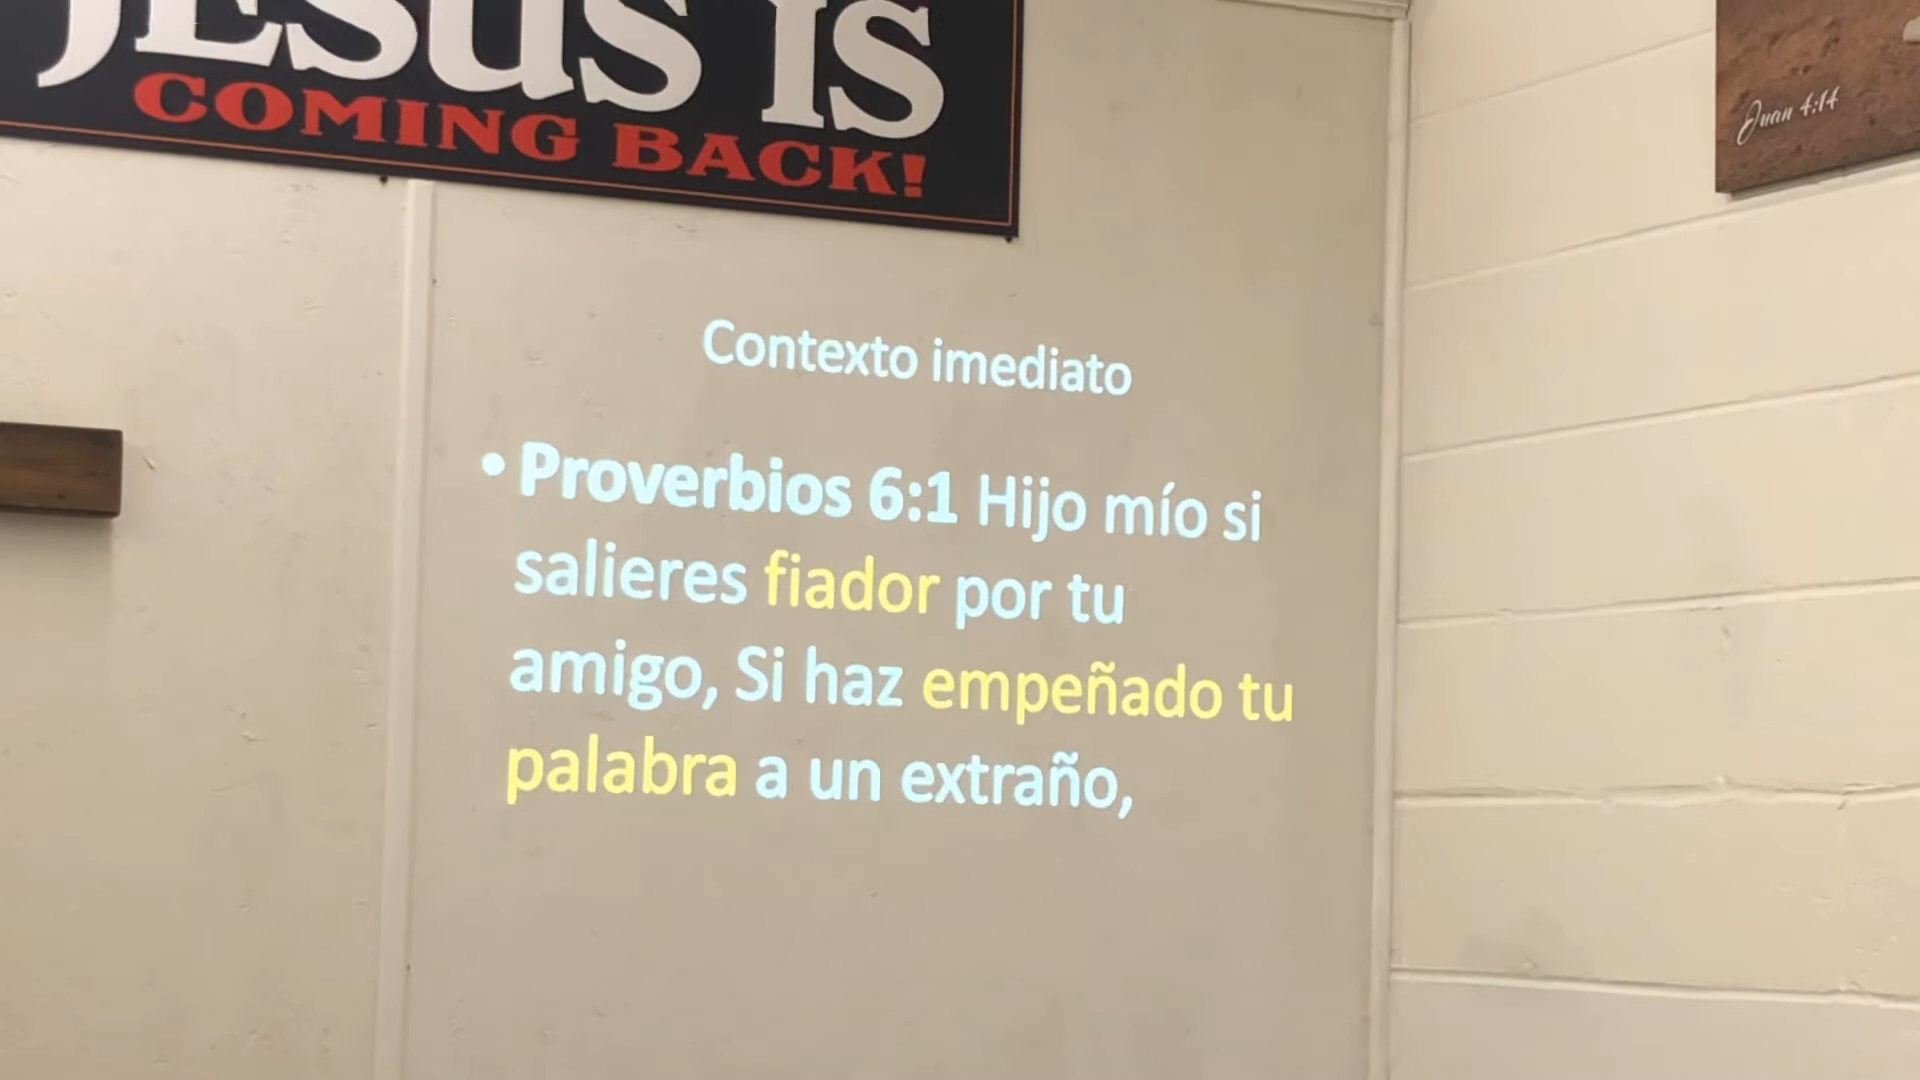 JESUS IS
COMING BACK!
Juan 4:14
Contexto imediato
• Proverbios 6:1 Hijo mío si
salieres fiador por tu
amigo, Si haz empeñado tu
palabra a un extraño,